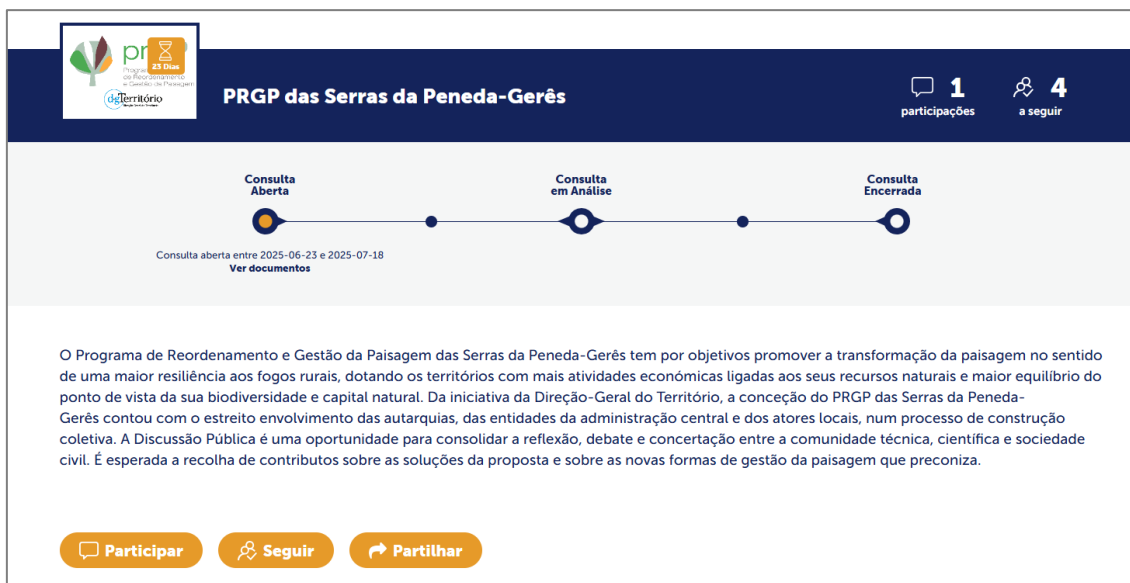 pr
23 Dias
Programa
de Reordenamento
e Gestão da Paisagem
dgTerritório
PRGP das Serras da Peneda-Gerês
1
participações
4
a seguir
Consulta
Aberta
Consulta
em Análise
Consulta
Encerrada
Consulta aberta entre 2025-06-23 e 2025-07-18
Ver documentos
O Programa de Reordenamento e Gestão da Paisagem das Serras da Peneda-Gerês tem por objetivos promover a transformação da paisagem no sentido
de uma maior resiliência aos fogos rurais, dotando os territórios com mais atividades económicas ligadas aos seus recursos naturais e maior equilíbrio do
ponto de vista da sua biodiversidade e capital natural. Da iniciativa da Direção-Geral do Território, a conceção do PRGP das Serras da Peneda-
Gerês contou com o estreito envolvimento das autarquias, das entidades da administração central e dos atores locais, num processo de construção
coletiva. A Discussão Pública é uma oportunidade para consolidar a reflexão, debate e concertação entre a comunidade técnica, científica e sociedade
civil. É esperada a recolha de contributos sobre as soluções da proposta e sobre as novas formas de gestão da paisagem que preconiza.
Participar
Seguir
Partilhar